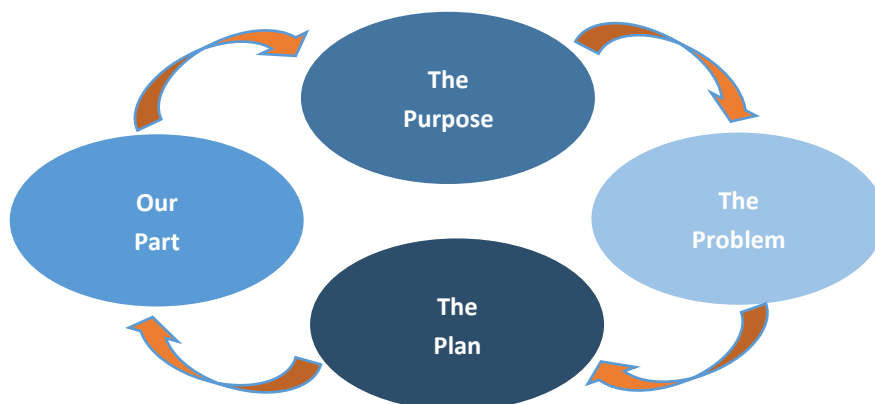 The
Purpose
The
Problem
The
Plan
Our
Part